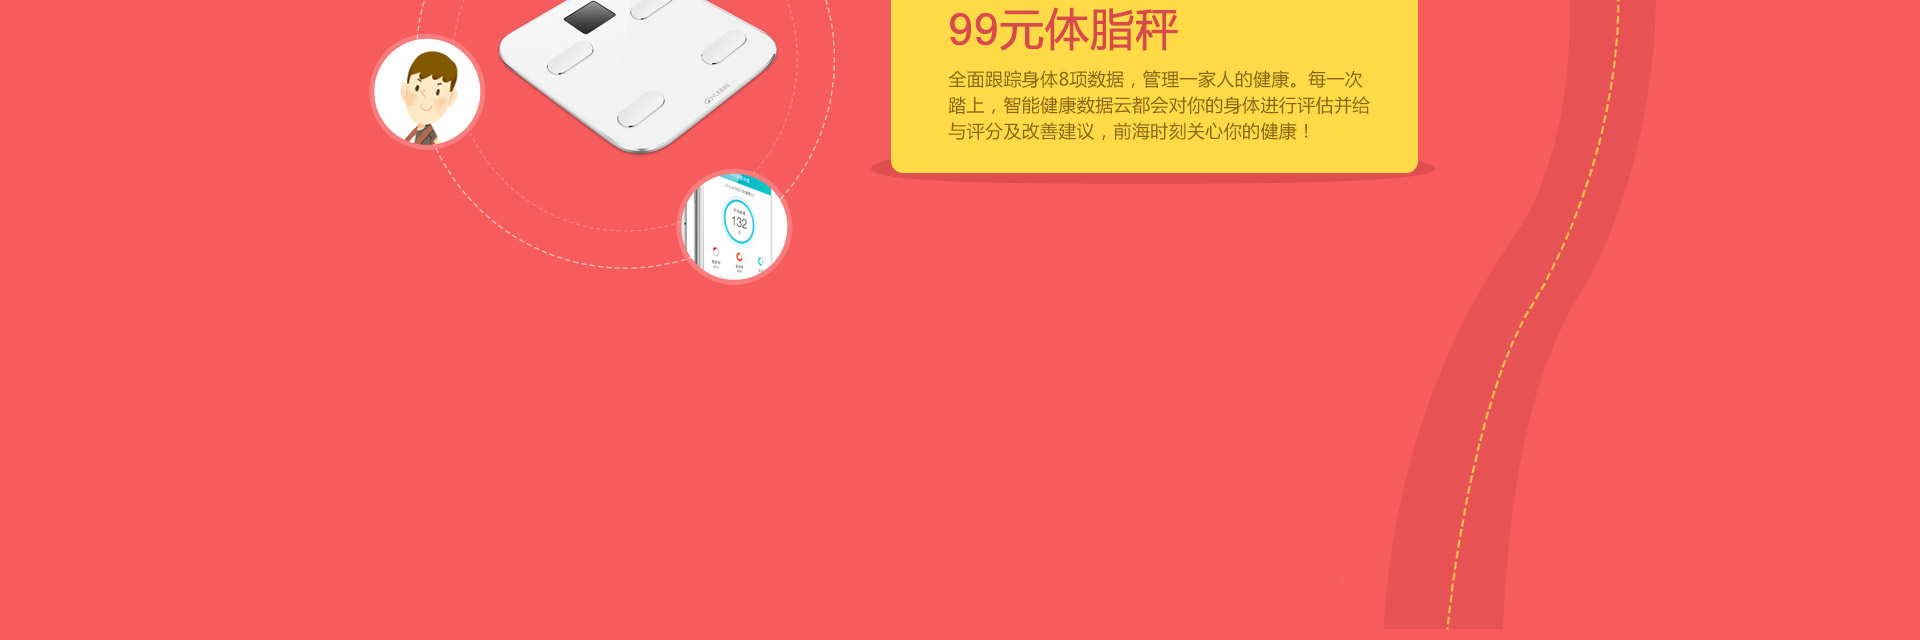 99元体脂秤
全面跟踪身体8项数据，管理一家人的健康。每一次
踏上，智能健康数据云都会对你的身体进行评估并给
与评分及改善建议，前海时刻关心你的健康！
132